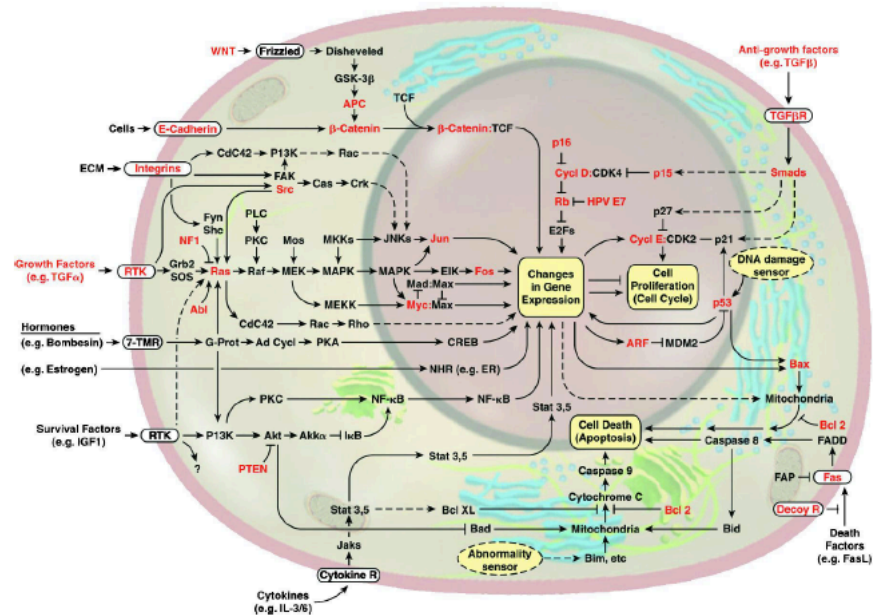 WNT
Frizzled
Disheveled
GSK-3β
APC
TCF
Cells
E-Cadherin
β-Catenin
β-Catenin:TCF
Anti-growth factors
(e.g. TGFβ)
TGFβR
Smads
ECM
Integrins
CdC42
P13K
Rac
FAK
Src
Cas
Crk
p16
Cycl D:CDK4
p15
Rb
HPV E7
E2Fs
p27
Cycl E:CDK2
p21
Fyn
Shc
PLC
NF1
PKC
Mos
MKKs
JNKs
Jun
Growth Factors
(e.g. TGFα)
RTK
Grb2
SOS
Ras
Raf
MEK
MAPK
MAPK
ElK
Fos
Mad:Max
MEKK
Myc:Max
Abl
Changes
in Gene
Expression
Cell
Proliferation
(Cell Cycle)
DNA damage
sensor
p53
CdC42
Rac
Rho
Hormones
(e.g. Bombesin)
7-TMR
G-Prot
Ad Cycl
PKA
CREB
ARF
MDM2
Bax
(e.g. Estrogen)
NHR (e.g. ER)
Mitochondria
PKC
NF-κB
NF-κB
Stat 3,5
Cell Death
(Apoptosis)
Bcl 2
Caspase 8
FADD
Survival Factors
(e.g. IGF1)
RTK
P13K
Akt
Akkα
IκB
?
PTEN
Stat 3,5
Caspase 9
FAP
Fas
Cytochrome C
Stat 3,5
Bcl XL
Bcl 2
Decoy R
Bad
Mitochondria
Bid
Death
Factors
(e.g. FasL)
Jaks
Abnormality
sensor
Bim, etc
Cytokine R
Cytokines
(e.g. IL-3/6)